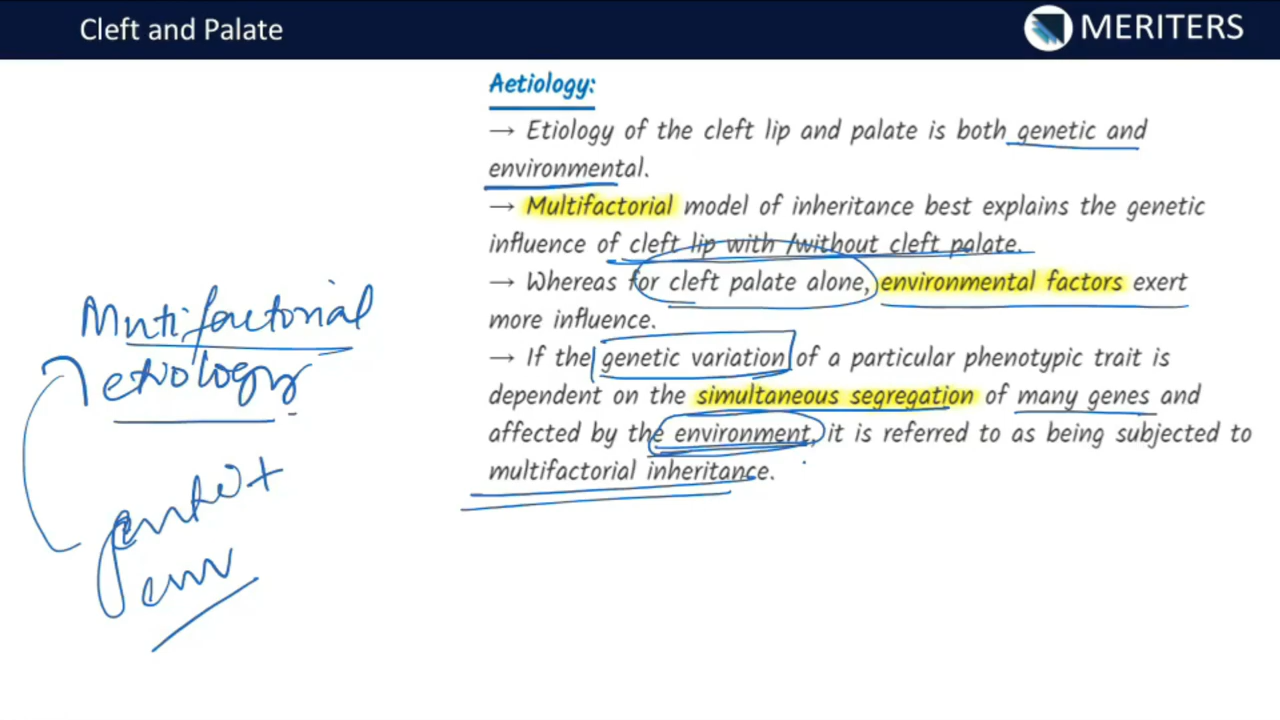 Cleft and Palate
MERITERS
Aetiology:
→ Etiology of the cleft lip and palate is both genetic and
environmental.
→ Multifactorial model of inheritance best explains the genetic
influence of cleft lip with /without cleft palate.
→ Whereas for cleft palate alone, environmental factors exert
more influence.
→ If the genetic variation of a particular phenotypic trait is
dependent on the simultaneous segregation of many genes and
affected by the environment, it is referred to as being subjected to
multifactorial inheritance.
Mutifactorial
etiology
env